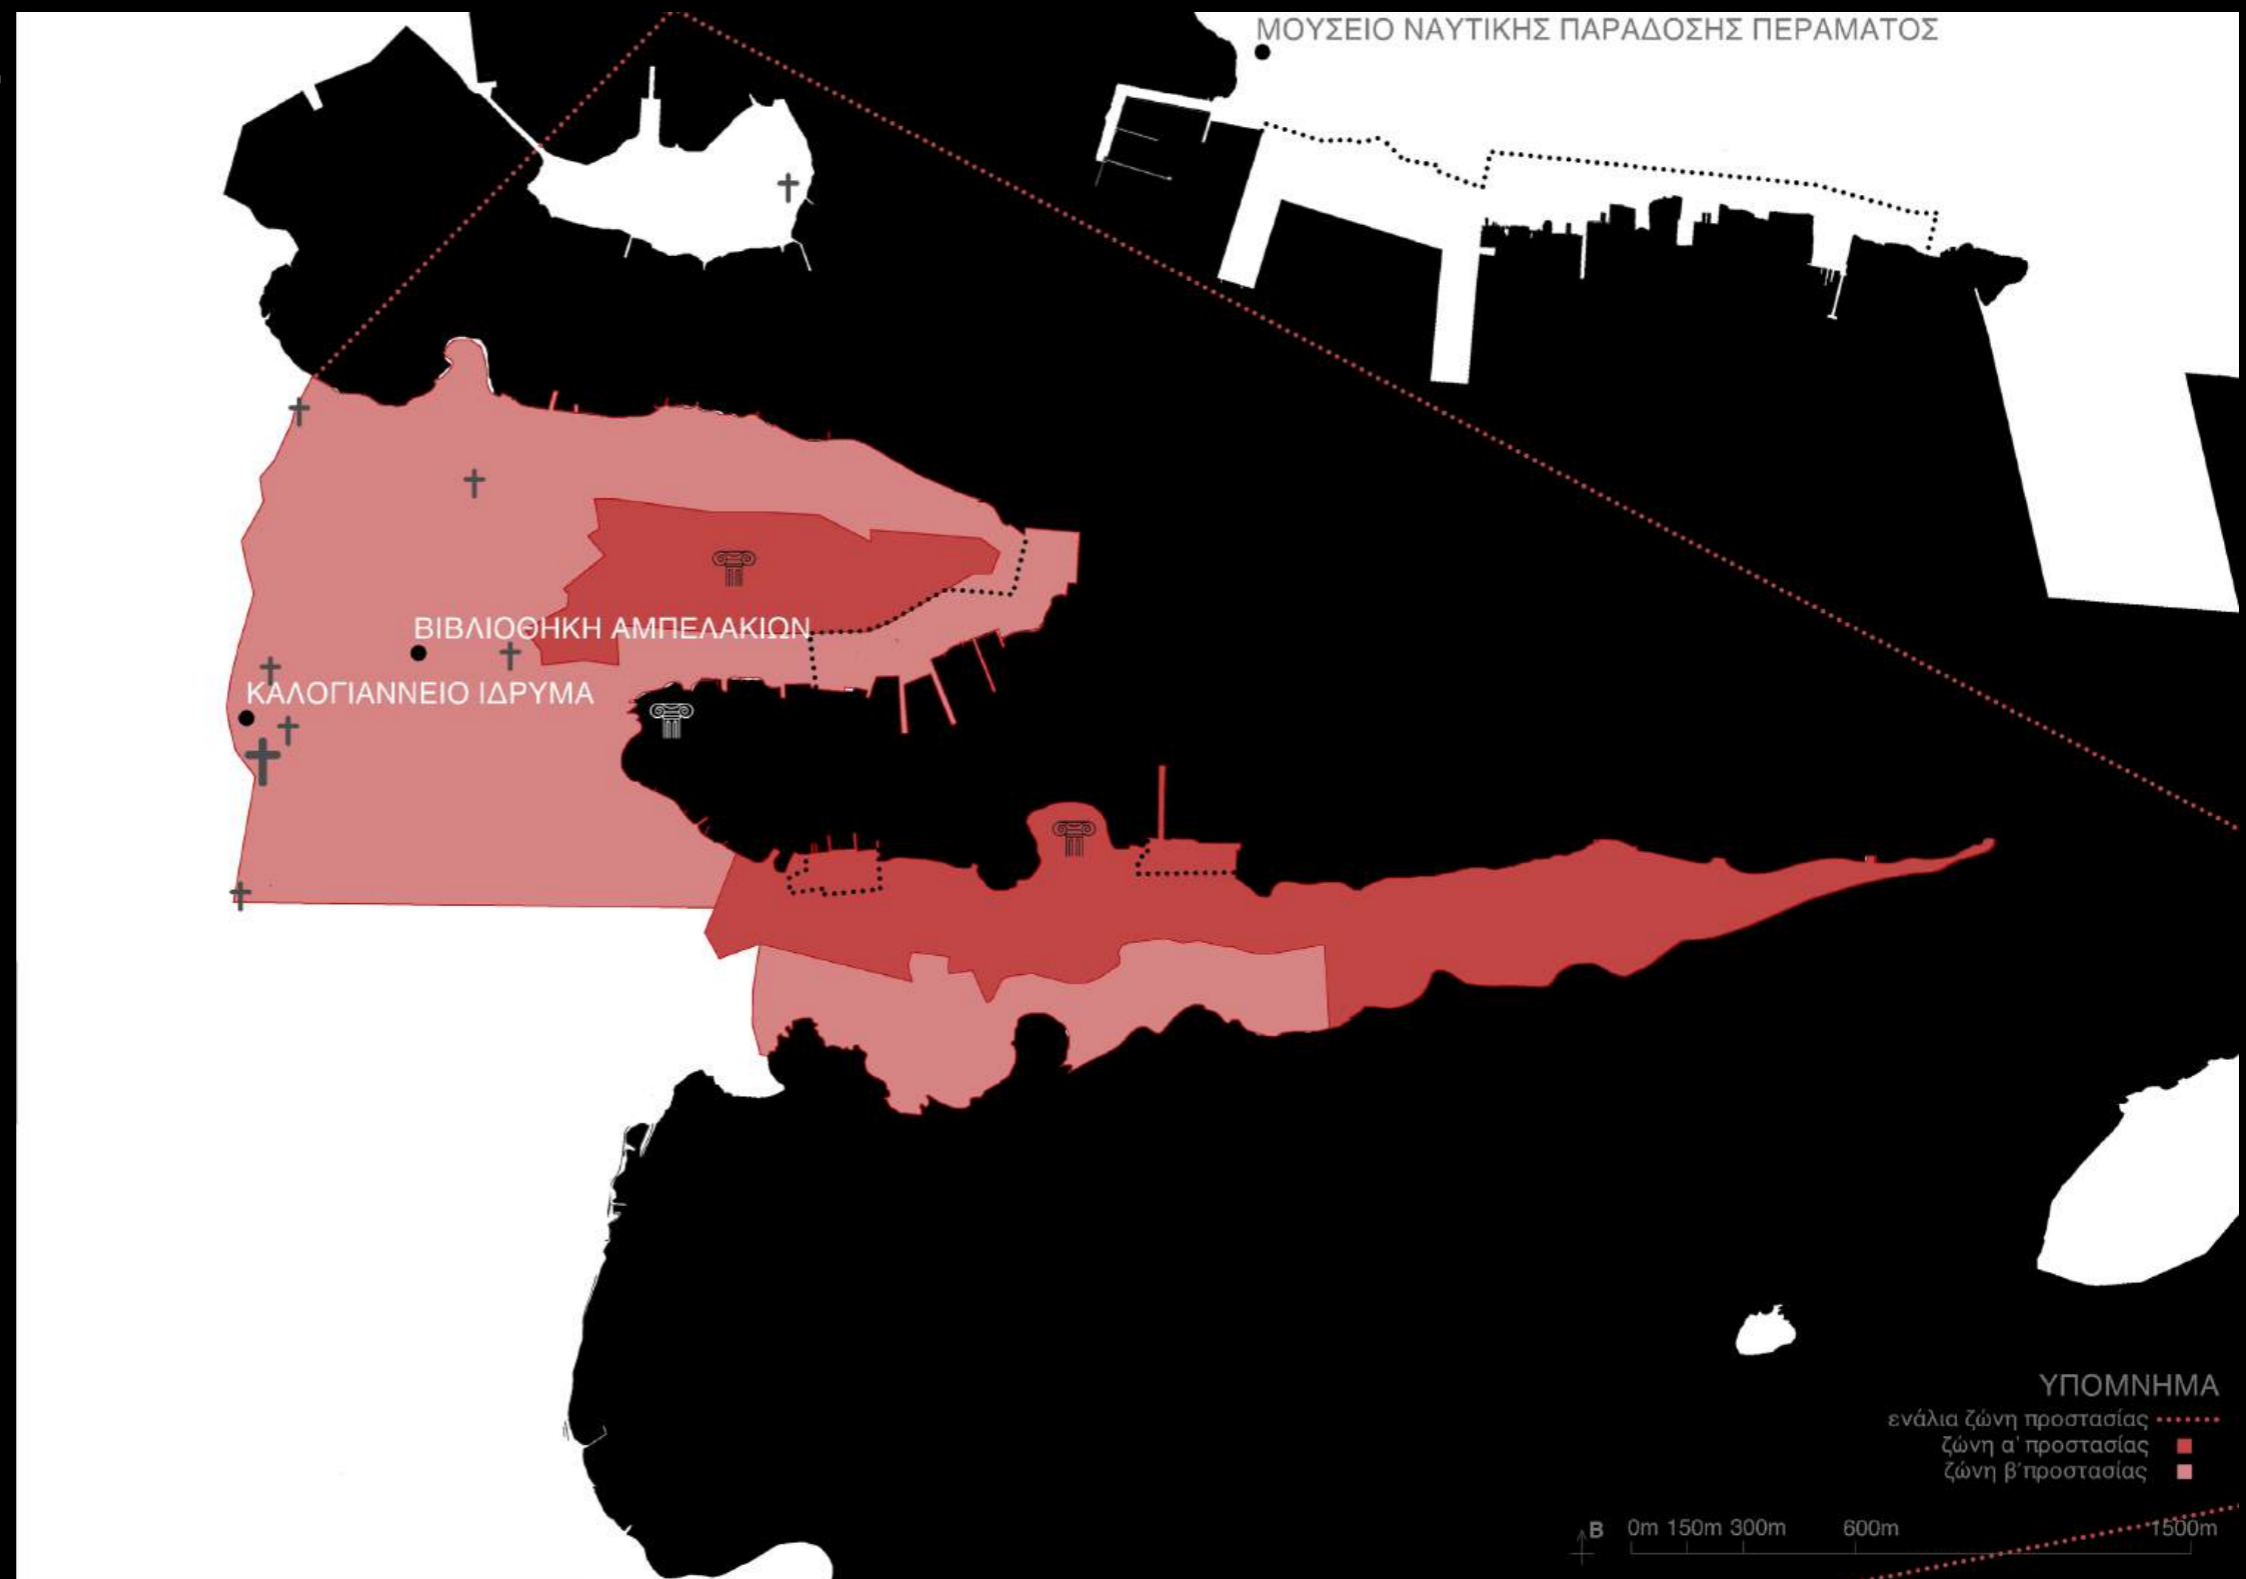 ΜΟΥΣΕΙΟ ΝΑΥΤΙΚΗΣ ΠΑΡΑΔΟΣΗΣ ΠΕΡΑΜΑΤΟΣ
ΒΙΒΛΙΟΘΗΚΗ ΑΜΠΕΛΑΚΙΩΝ
ΚΑΛΟΓΙΑΝΝΕΙΟ ΙΔΡΥΜΑ
ΥΠΟΜΝΗΜΑ
ενάλια ζώνη προστασίας
ζώνη α' προστασίας
ζώνη β'προστασίας
Β 0m 150m 300m 600m 1500m